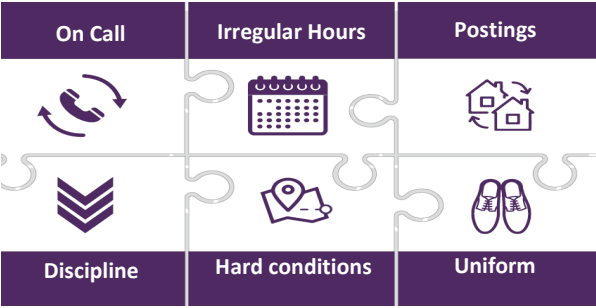 On Call
Irregular Hours
Postings
Discipline
Hard conditions
Uniform